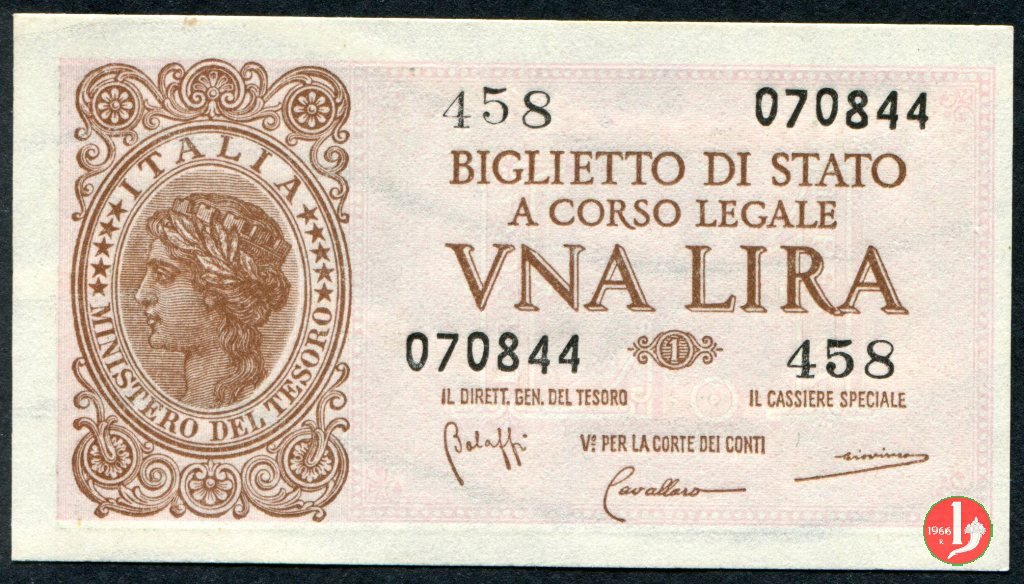 458 070844
BIGLIETTO DI STATO
A CORSO LEGALE
VNA LIRA
070844 1 458
IL DIRETT. GEN. DEL TESORO IL CASSIERE SPECIALE
Bolaffi V° PER LA CORTE DEI CONTI
Cavallaro
ITALIA
MINISTERO DEL TESORO
1966